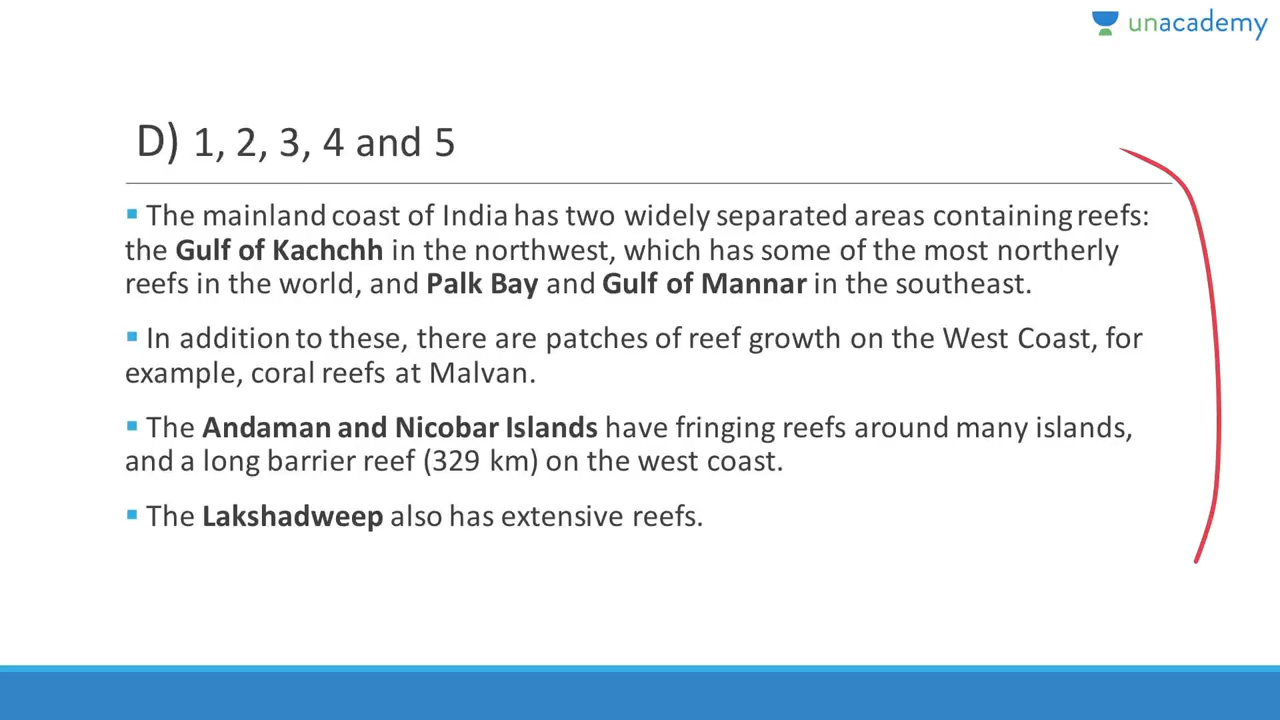 unacademy
D) 1, 2, 3, 4 and 5
▪ The mainland coast of India has two widely separated areas containing reefs:
the Gulf of Kachchh in the northwest, which has some of the most northerly
reefs in the world, and Palk Bay and Gulf of Mannar in the southeast.
▪ In addition to these, there are patches of reef growth on the West Coast, for
example, coral reefs at Malvan.
▪ The Andaman and Nicobar Islands have fringing reefs around many islands,
and a long barrier reef (329 km) on the west coast.
▪ The Lakshadweep also has extensive reefs.